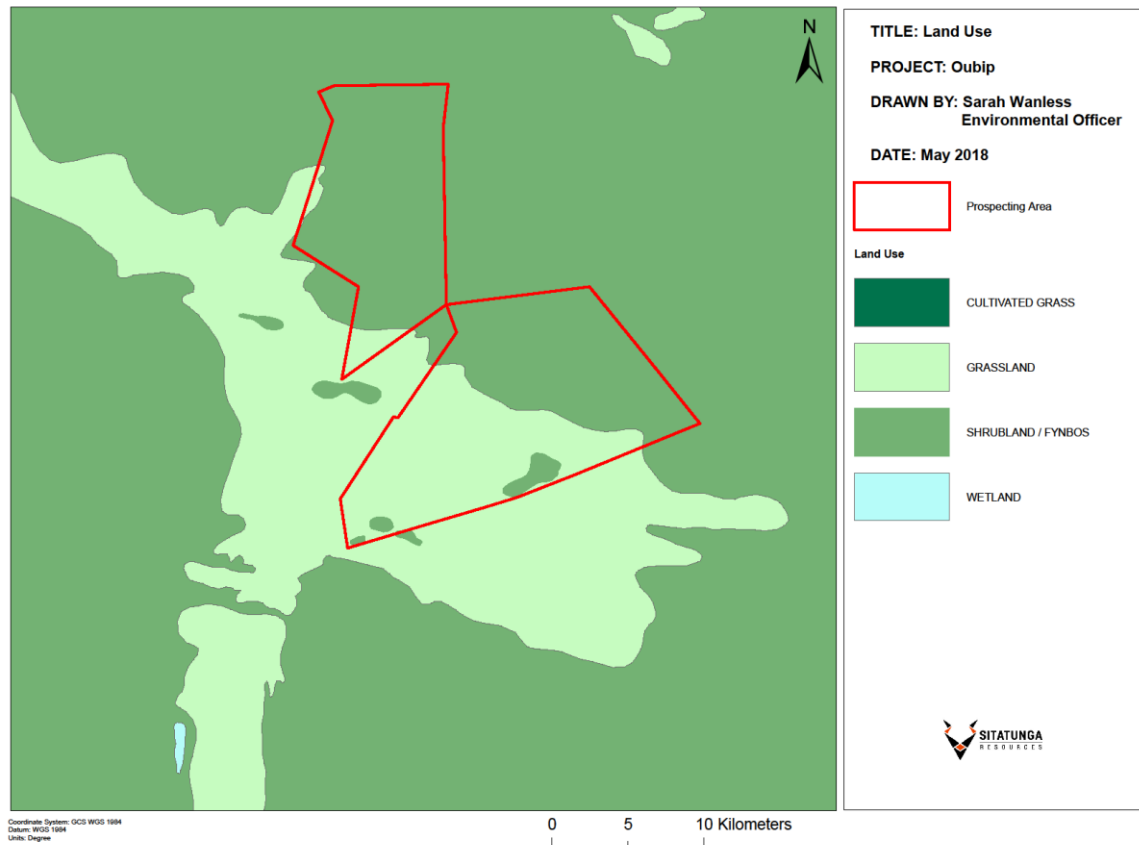 N
TITLE: Land Use
PROJECT: Oubip
DRAWN BY: Sarah Wanless
Environmental Officer
DATE: May 2018
Prospecting Area
Land Use
CULTIVATED GRASS
GRASSLAND
SHRUBLAND / FYNBOS
WETLAND
SITATUNGA
RESOURCES
Coordinate System: GCS WGS 1984
Datum: WGS 1984
Units: Degree
0 5 10 Kilometers